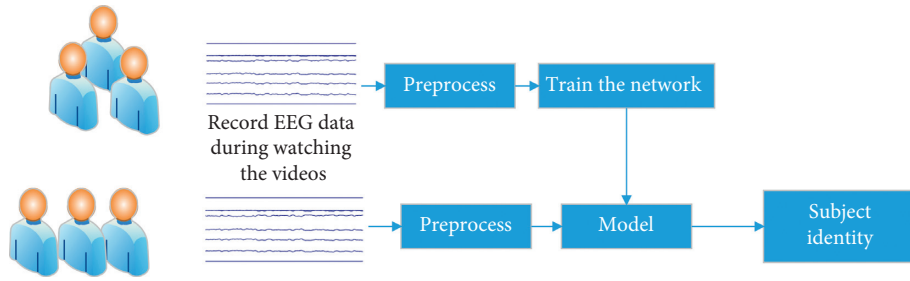 Preprocess
Train the network
Record EEG data
during watching
the videos
Preprocess
Model
Subject
identity